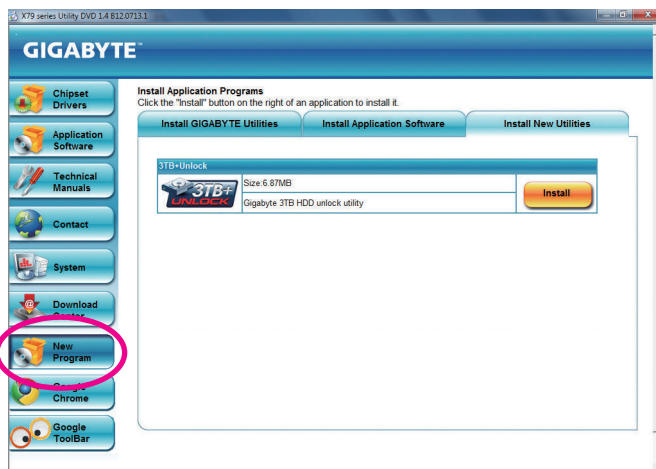 X79 series Utility DVD 1.4 B12.0713.1
GIGABYTE™
Chipset
Drivers
Application
Software
Technical
Manuals
Contact
System
Download
Center
New
Program
Google
Chrome
Google
ToolBar
Install Application Programs
Click the "Install" button on the right of an application to install it.
Install GIGABYTE Utilities
Install Application Software
Install New Utilities
3TB+Unlock
3TB+
UNLOCK
Size:6.87MB
Gigabyte 3TB HDD unlock utility
Install